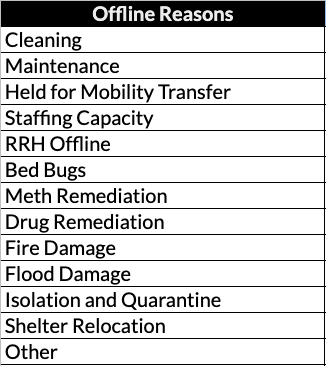 Offline Reasons
Cleaning
Maintenance
Held for Mobility Transfer
Staffing Capacity
RRH Offline
Bed Bugs
Meth Remediation
Drug Remediation
Fire Damage
Flood Damage
Isolation and Quarantine
Shelter Relocation
Other